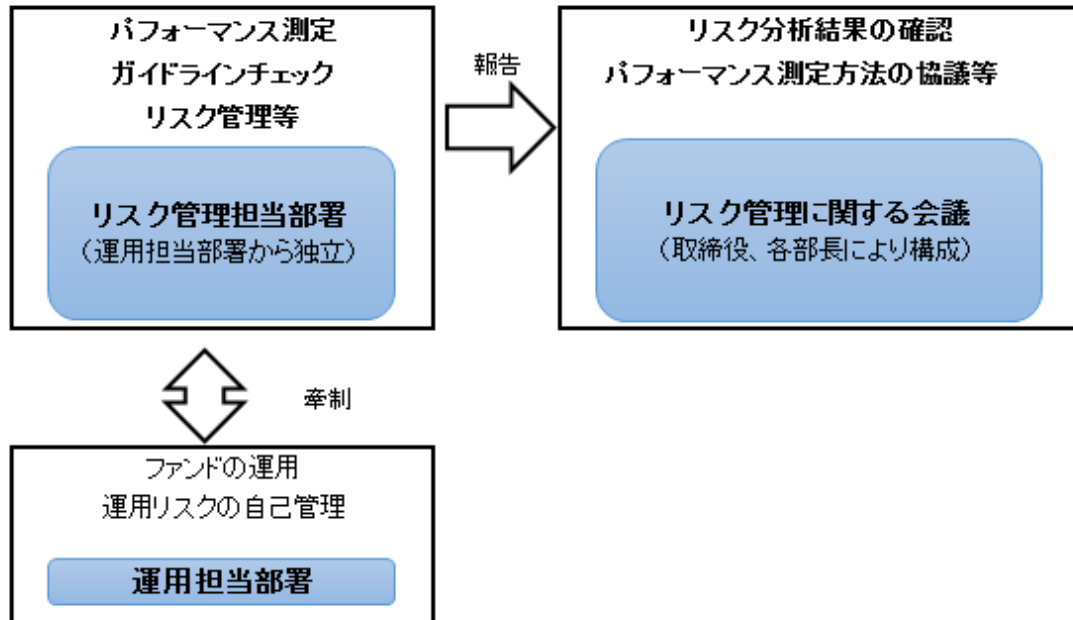 パフォーマンス測定
ガイドラインチェック
リスク管理等
リスク管理担当部署
（運用担当部署から独立）
報告
リスク分析結果の確認
パフォーマンス測定方法の協議等
リスク管理に関する会議
（取締役、各部長により構成）
牽制
ファンドの運用
運用リスクの自己管理
運用担当部署